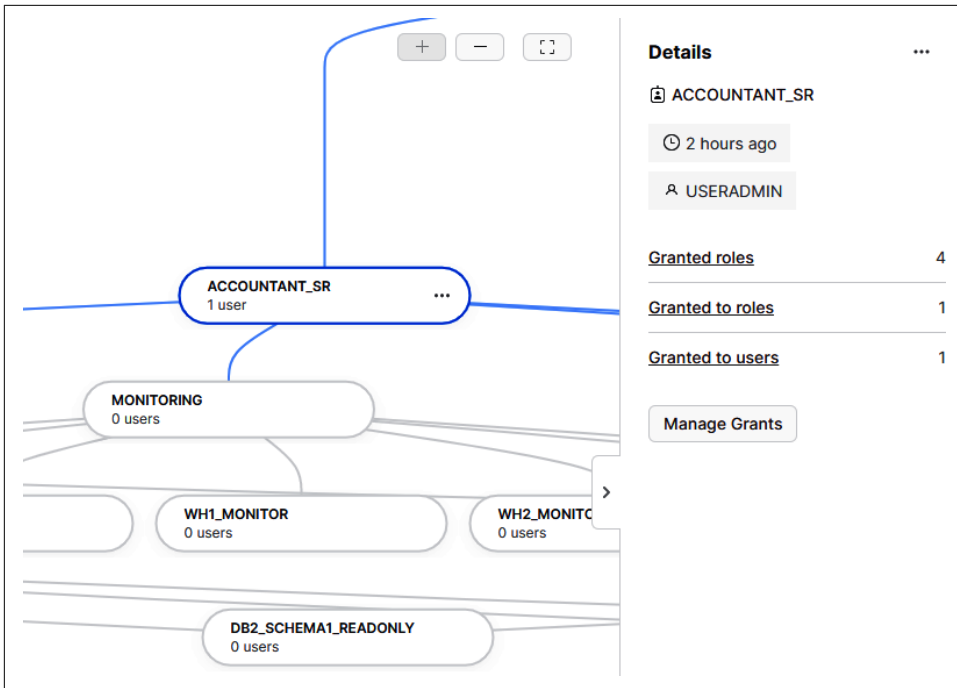 ACCOUNTANT_SR
1 user
MONITORING
0 users
WH1_MONITOR
0 users
WH2_MONITO
0 users
DB2_SCHEMA1_READONLY
0 users
Details
ACCOUNTANT_SR
2 hours ago
USERADMIN
Granted roles 4
Granted to roles 1
Granted to users 1
Manage Grants